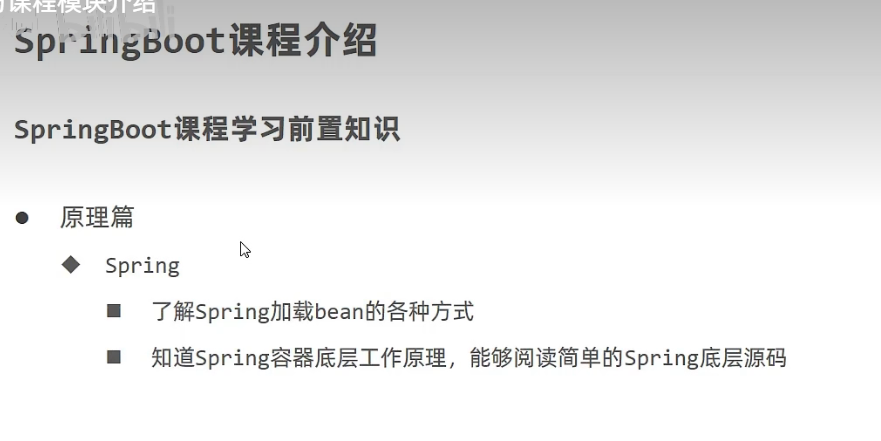 课程模块介绍
SpringBoot课程介绍
SpringBoot课程学习前置知识
原理篇
Spring
了解Spring加载bean的各种方式
知道Spring容器底层工作原理，能够阅读简单的Spring底层源码